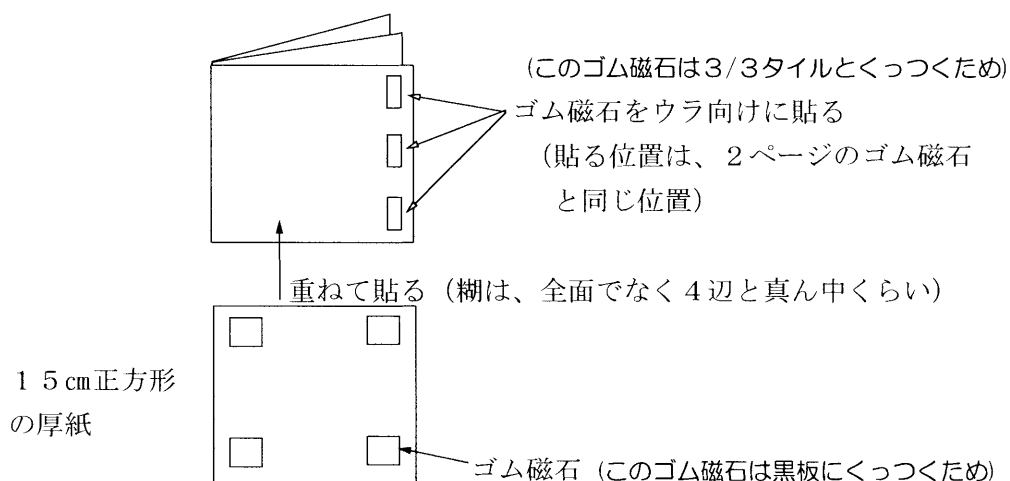 (このゴム磁石は3/3タイルとくっつくため)
ゴム磁石をウラ向けに貼る
(貼る位置は、2ページのゴム磁石
と同じ位置)
重ねて貼る(糊は、全面でなく4辺と真ん中くらい)
15㎝正方形
の厚紙
ゴム磁石(このゴム磁石は黒板にくっつくため)